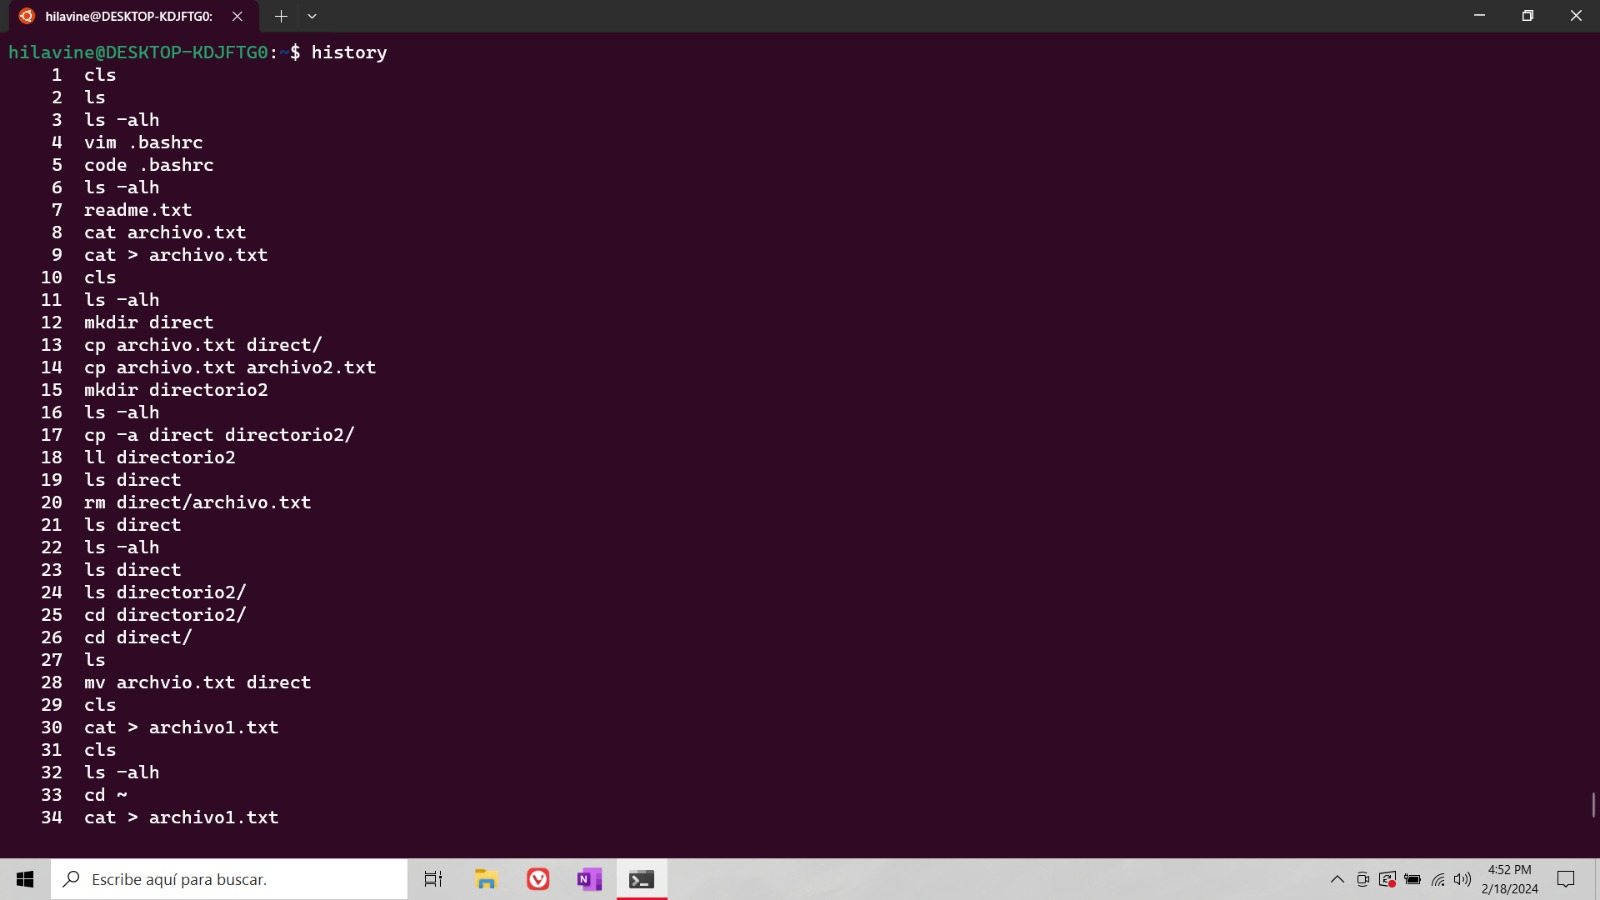 hilavine@DESKTOP-KDJFTG0:
hilavine@DESKTOP-KDJFTG0:~$ history
1 cls
2 ls
3 ls -alh
4 vim .bashrc
5 code .bashrc
6 ls -alh
7 readme.txt
8 cat archivo.txt
9 cat > archivo.txt
10 cls
11 ls -alh
12 mkdir direct
13 cp archivo.txt direct/
14 cp archivo.txt archivo2.txt
15 mkdir directorio2
16 ls -alh
17 cp -a direct directorio2/
18 ll directorio2
19 ls direct
20 rm direct/archivo.txt
21 ls direct
22 ls -alh
23 ls direct
24 ls directorio2/
25 cd directorio2/
26 cd direct/
27 ls
28 mv archvio.txt direct
29 cls
30 cat > archivo1.txt
31 cls
32 ls -alh
33 cd ~
34 cat > archivo1.txt
Escribe aquí para buscar.
4:52 PM
2/18/2024